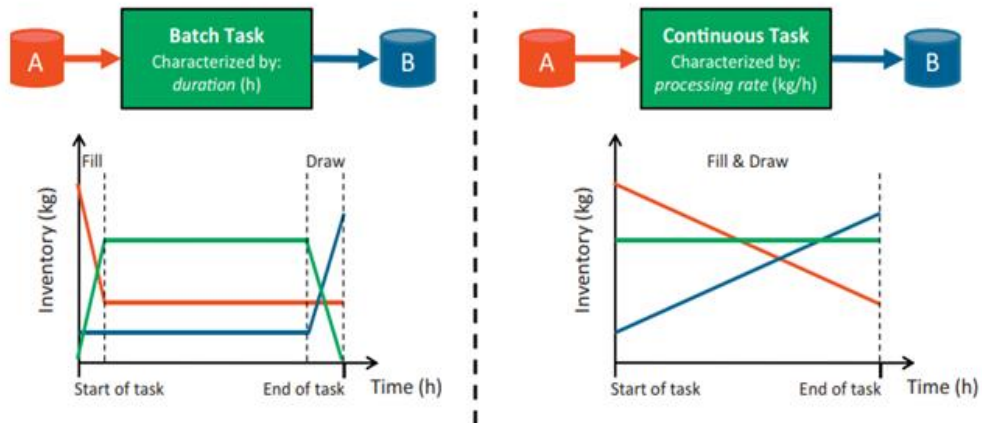 A
Batch Task
Characterized by:
duration (h)
B
Inventory (kg)
Fill
Draw
Start of task
End of task
Time (h)
A
Continuous Task
Characterized by:
processing rate (kg/h)
B
Inventory (kg)
Fill & Draw
Start of task
End of task
Time (h)